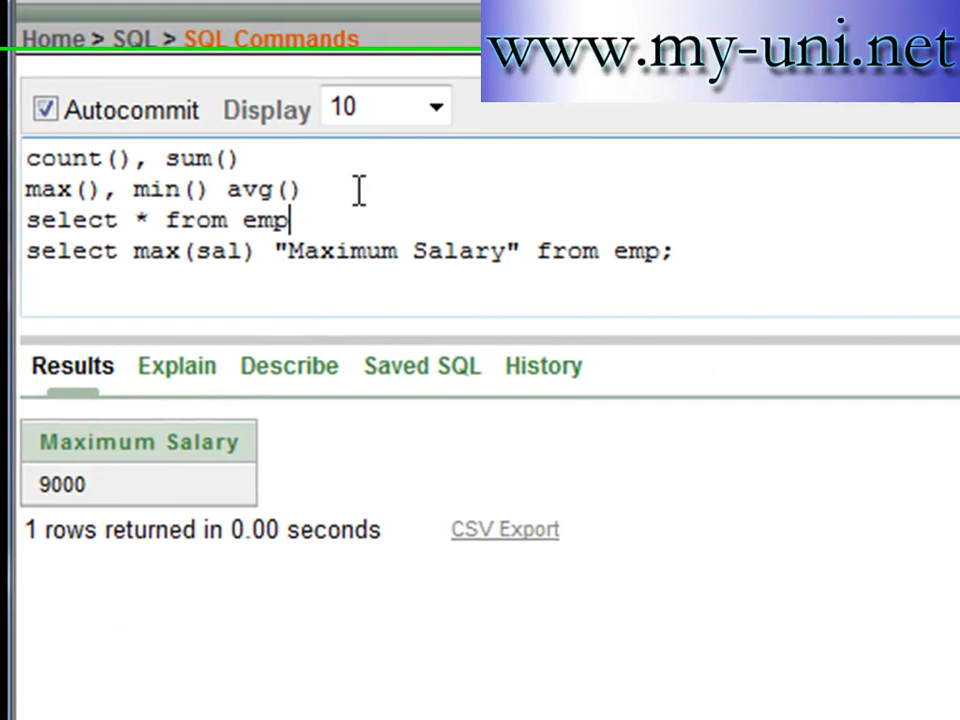 Home > SQL > SQL Commands
www.my-uni.net
Autocommit Display 10
count(), sum()
max(), min() avg()
select * from emp
select max(sal) "Maximum Salary" from emp;
Results Explain Describe Saved SQL History
Maximum Salary
9000
1 rows returned in 0.00 seconds CSV Export